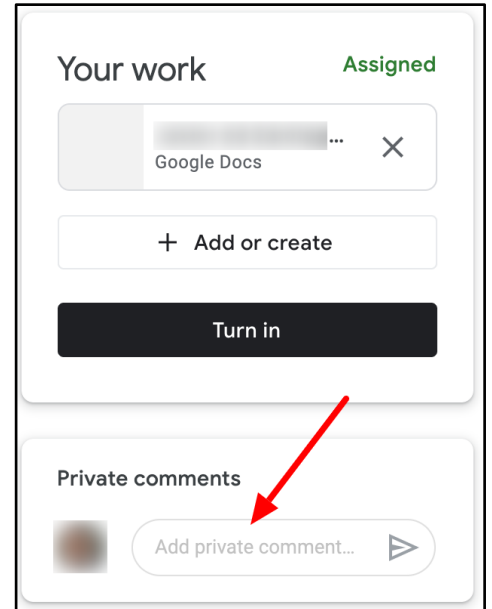 Your work
Assigned
...
Google Docs
+ Add or create
Turn in
Private comments
Add private comment...